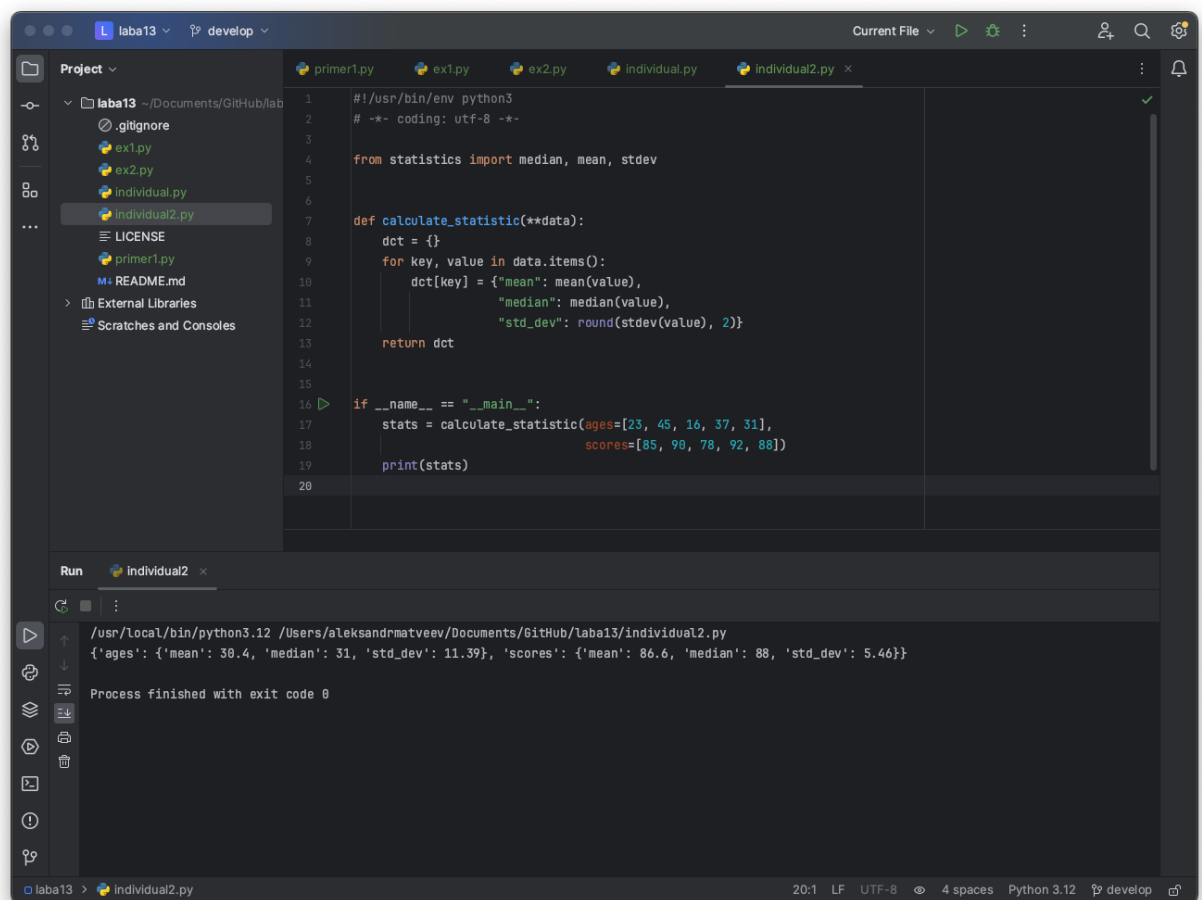 L laba13 develop Current File
Project
primer1.py ex1.py ex2.py individual.py individual2.py
laba13 ~/Documents/GitHub/lab
.gitignore
ex1.py
ex2.py
individual.py
individual2.py
LICENSE
primer1.py
M↓ README.md
External Libraries
Scratches and Consoles
1 #!/usr/bin/env python3
2 # -*- coding: utf-8 -*-
3
4 from statistics import median, mean, stdev
5
6
7 def calculate_statistic(**data):
8 dct = {}
9 for key, value in data.items():
10 dct[key] = {"mean": mean(value),
11 "median": median(value),
12 "std_dev": round(stdev(value), 2)}
13 return dct
14
15
16 if __name__ == "__main__":
17 stats = calculate_statistic(ages=[23, 45, 16, 37, 31],
18 scores=[85, 90, 78, 92, 88])
19 print(stats)
20
Run individual2
/usr/local/bin/python3.12 /Users/aleksandrmatveev/Documents/GitHub/laba13/individual2.py
{'ages': {'mean': 30.4, 'median': 31, 'std_dev': 11.39}, 'scores': {'mean': 86.6, 'median': 88, 'std_dev': 5.46}}
Process finished with exit code 0
laba13 > individual2.py 20:1 LF UTF-8 4 spaces Python 3.12 develop